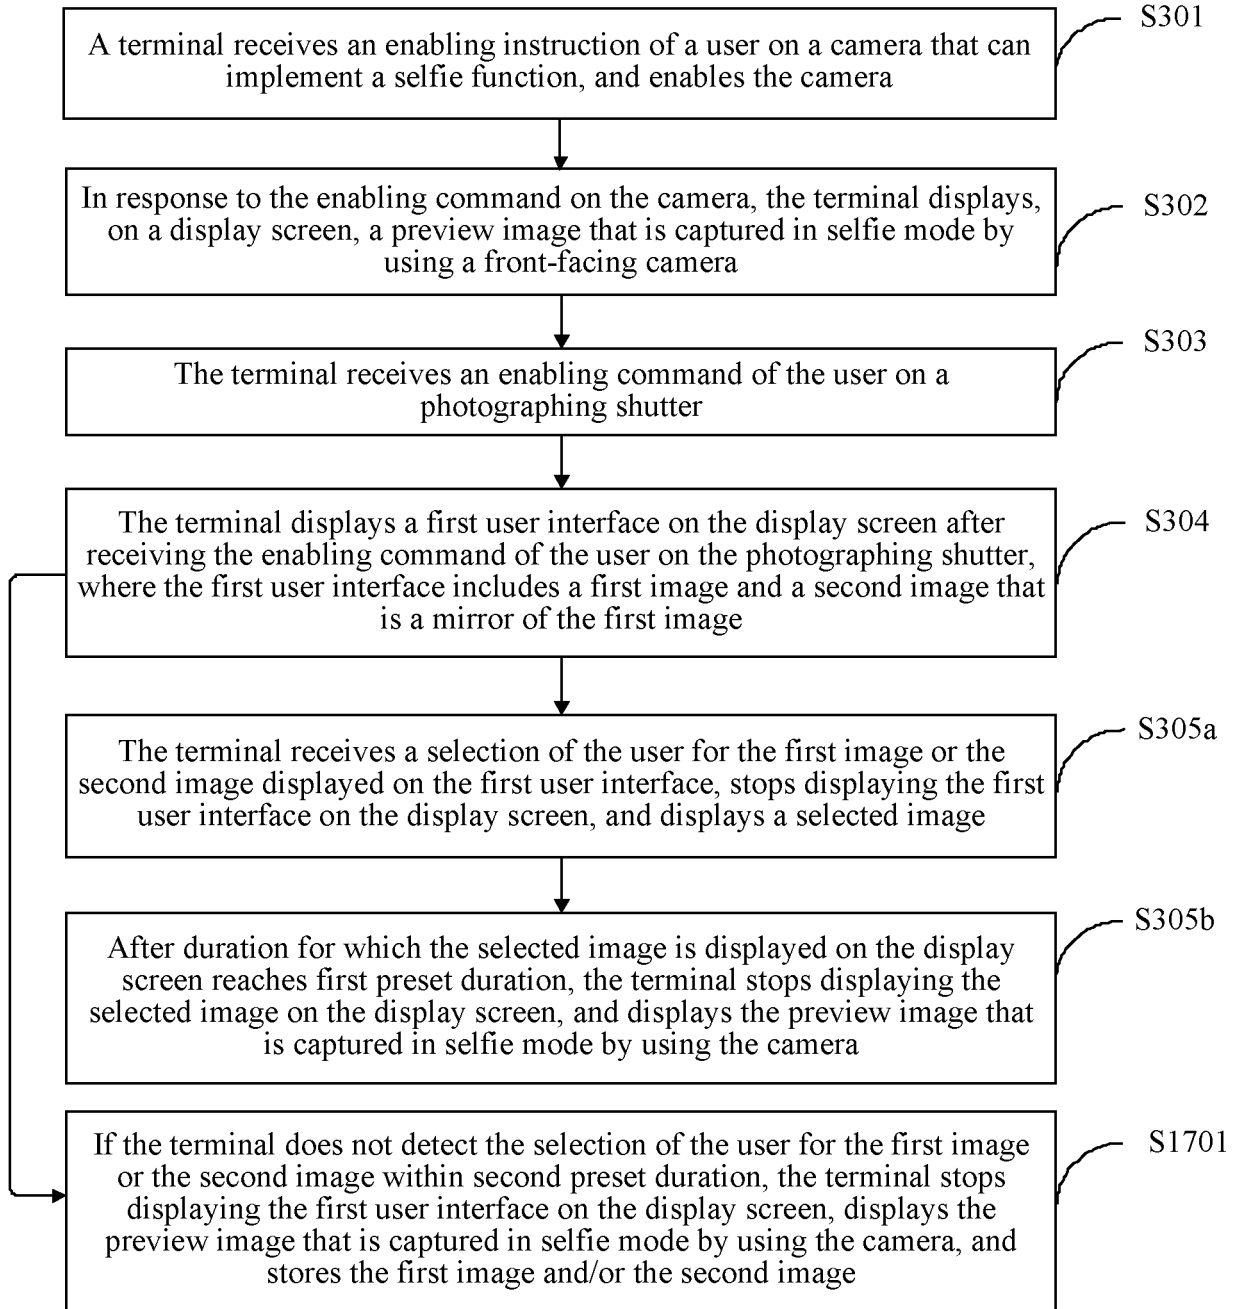 A terminal receives an enabling instruction of a user on a camera that can
implement a selfie function, and enables the camera
S301
In response to the enabling command on the camera, the terminal displays,
on a display screen, a preview image that is captured in selfie mode by
using a front-facing camera
S302
The terminal receives an enabling command of the user on a
photographing shutter
S303
The terminal displays a first user interface on the display screen after
receiving the enabling command of the user on the photographing shutter,
where the first user interface includes a first image and a second image that
is a mirror of the first image
S304
The terminal receives a selection of the user for the first image or the
second image displayed on the first user interface, stops displaying the first
user interface on the display screen, and displays a selected image
S305a
After duration for which the selected image is displayed on the display
screen reaches first preset duration, the terminal stops displaying the
selected image on the display screen, and displays the preview image that
is captured in selfie mode by using the camera
S305b
If the terminal does not detect the selection of the user for the first image
or the second image within second preset duration, the terminal stops
displaying the first user interface on the display screen, displays the
preview image that is captured in selfie mode by using the camera, and
stores the first image and/or the second image
S1701